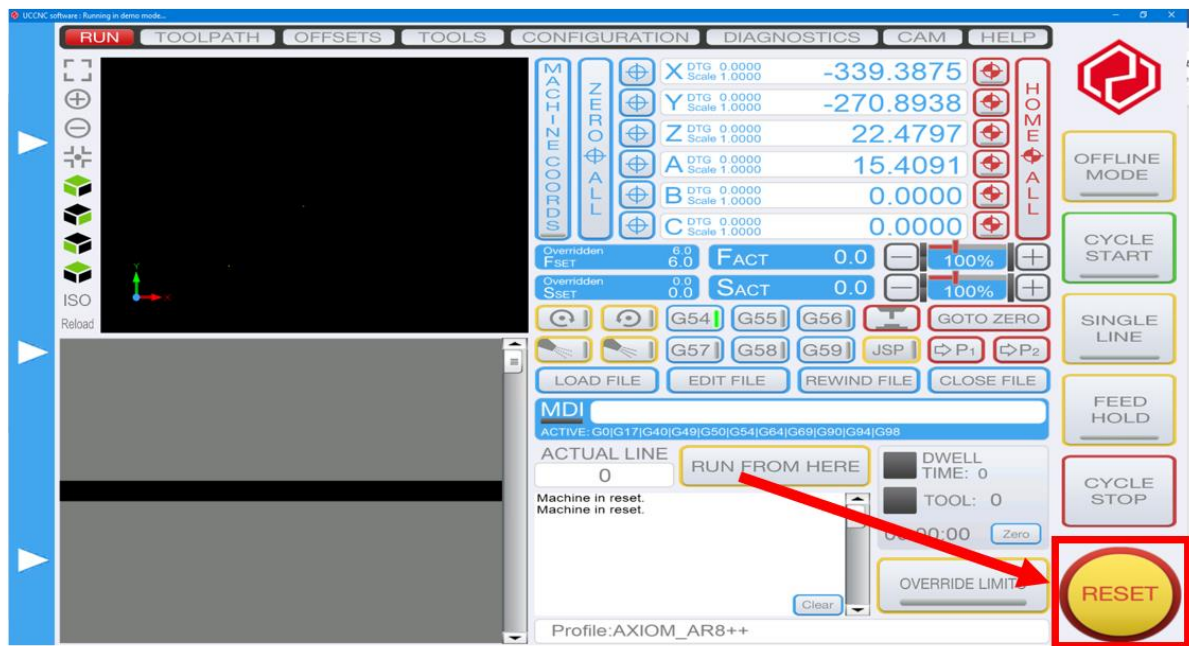 UCCNC software : Running in demo mode...
RUN TOOLPATH OFFSETS TOOLS CONFIGURATION DIAGNOSTICS CAM HELP
ISO
Reload
MACHINE COORDS
ZERO ALL
X DTG 0.0000 Scale 1.0000 -339.3875
Y DTG 0.0000 Scale 1.0000 -270.8938
Z DTG 0.0000 Scale 1.0000 22.4797
A DTG 0.0000 Scale 1.0000 15.4091
B DTG 0.0000 Scale 1.0000 0.0000
C DTG 0.0000 Scale 1.0000 0.0000
HOME ALL
Overridden 6.0
FSET 6.0 FACT 0.0 100%
Overridden 0.0
SSET 0.0 SACT 0.0 100%
G54 G55 G56 GOTO ZERO
G57 G58 G59 JSP P1 P2
LOAD FILE EDIT FILE REWIND FILE CLOSE FILE
MDI
ACTIVE: G0|G17|G40|G49|G50|G54|G64|G69|G90|G94|G98
ACTUAL LINE
0
RUN FROM HERE
DWELL
TIME: 0
TOOL: 0
Zero
Machine in reset.
Machine in reset.
Clear
OVERRIDE LIMITS
Profile:AXIOM_AR8++
OFFLINE
MODE
CYCLE
START
SINGLE
LINE
FEED
HOLD
CYCLE
STOP
RESET